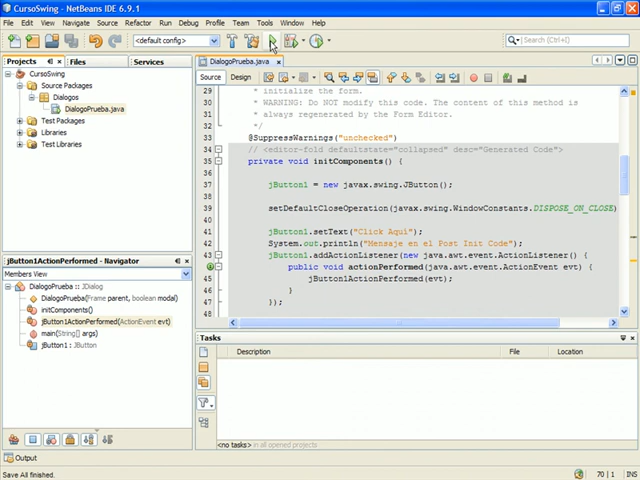 CursoSwing - NetBeans IDE 6.9.1
File Edit View Navigate Source Refactor Run Debug Profile Team Tools Window Help
<default config>
Search (Ctrl+I)
Projects Files Services
CursoSwing
Source Packages
Dialogos
DialogoPrueba.java
Test Packages
Libraries
Test Libraries
DialogoPrueba.java
Source Design
29 * initialize the form.
30 * WARNING: Do NOT modify this code. The content of this method is
31 * always regenerated by the Form Editor.
32 */
33 @SuppressWarnings("unchecked")
34 // <editor-fold defaultstate="collapsed" desc="Generated Code">
35 private void initComponents() {
36
37 jButton1 = new javax.swing.JButton();
38
39 setDefaultCloseOperation(javax.swing.WindowConstants.DISPOSE_ON_CLOSE)
40
41 jButton1.setText("Click Aqui");
42 System.out.println("Mensaje en el Post Init Code");
43 jButton1.addActionListener(new java.awt.event.ActionListener() {
public void actionPerformed(java.awt.event.ActionEvent evt) {
45 jButton1ActionPerformed(evt);
46 }
47 });
48
jButton1ActionPerformed - Navigator
Members View
DialogoPrueba :: JDialog
DialogoPrueba(Frame parent, boolean modal)
initComponents()
jButton1ActionPerformed(ActionEvent evt)
main(String[] args)
jButton1 : JButton
Tasks
Description File Location
<no tasks> in all opened projects
Output
Save All finished.
70 | 1 INS